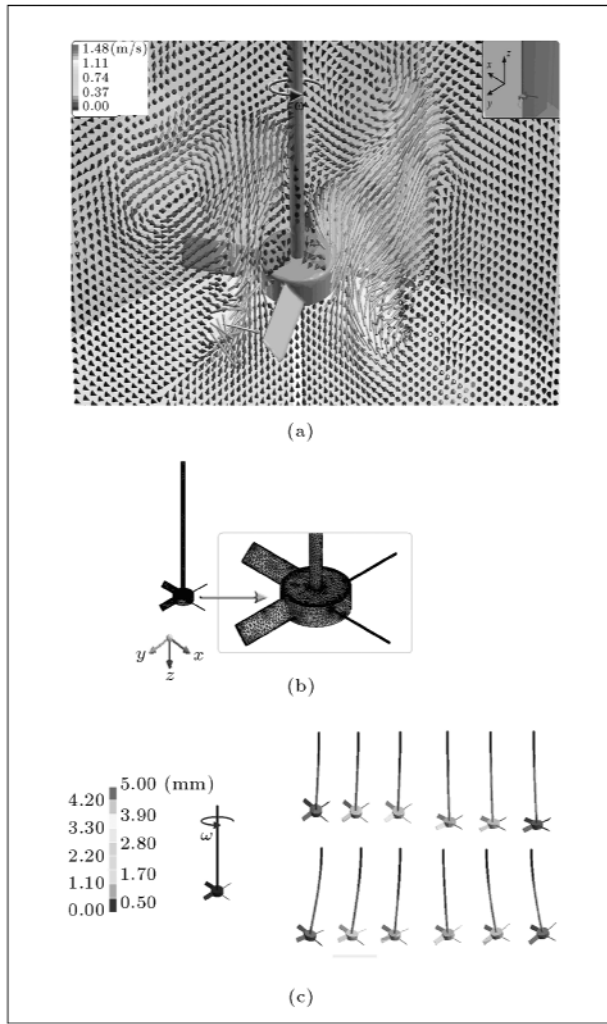 1.48(m/s)
1.11
0.74
0.37
0.00
x
z
y
ω
(a)
y
x
z
(b)
5.00 (mm)
4.20
3.90
3.30
2.80
2.20
1.70
1.10
0.50
0.00
ω
(c)